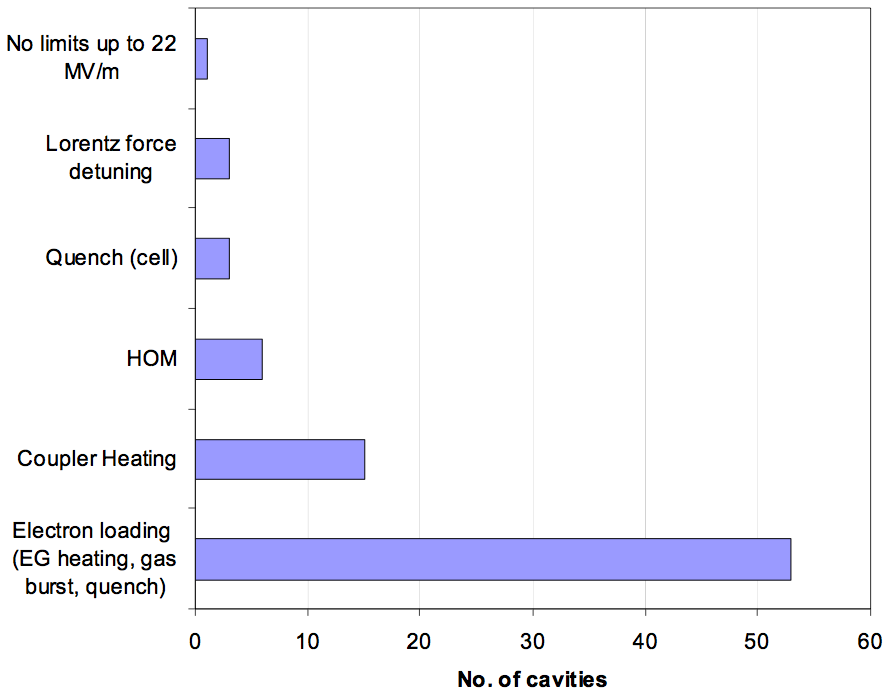 No limits up to 22
MV/m
Lorentz force
detuning
Quench (cell)
HOM
Coupler Heating
Electron loading
(EG heating, gas
burst, quench)
0 10 20 30 40 50 60
No. of cavities